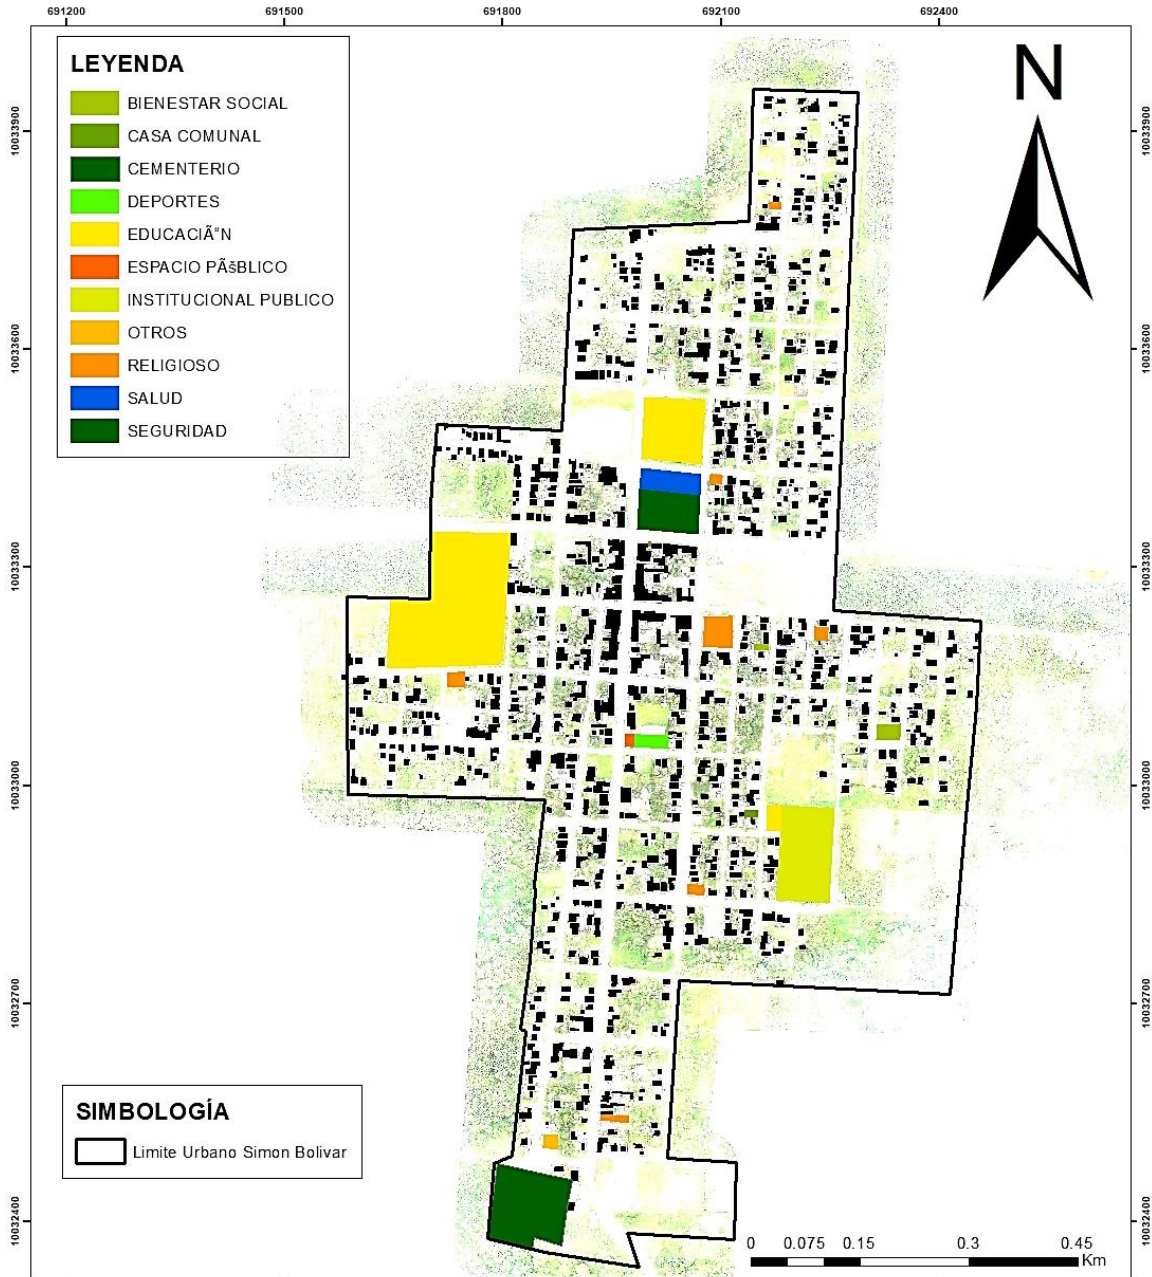 691200 691500 691800 692100 692400
LEYENDA
BIENESTAR SOCIAL
CASA COMUNAL
CEMENTERIO
DEPORTES
EDUCACIÃ“N
ESPACIO PÃšBLICO
INSTITUCIONAL PUBLICO
OTROS
RELIGIOSO
SALUD
SEGURIDAD
N
10033900 10033900
10033600 10033600
10033300 10033300
10033000 10033000
10032700 10032700
10032400 10032400
SIMBOLOGÍA
Limite Urbano Simon Bolivar
0 0.075 0.15 0.3 0.45
Km